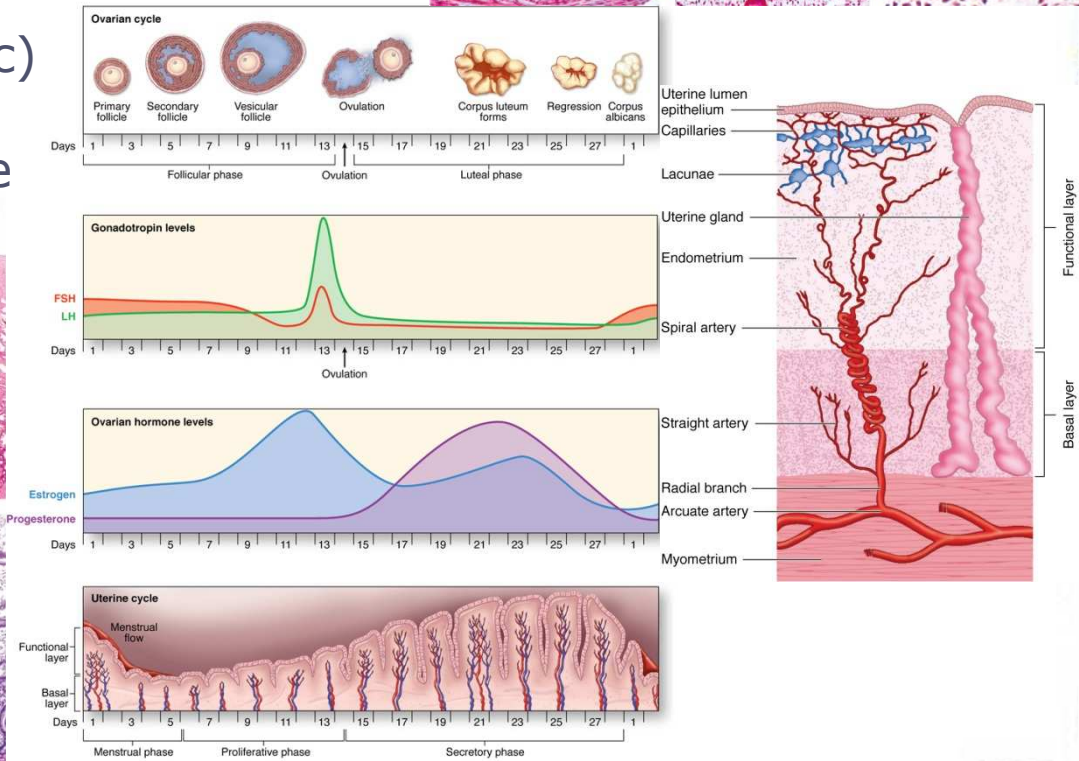 c)
e
Ovarian cycle
Primary
follicle
Secondary
follicle
Vesicular
follicle
Ovulation
Corpus luteum
forms
Regression
Corpus
albicans
Days 1 3 5 7 9 11 13 15 17 19 21 23 25 27 1
Follicular phase
Ovulation
Luteal phase
Gonadotropin levels
FSH
LH
Days 1 3 5 7 9 11 13 15 17 19 21 23 25 27 1
Ovulation
Ovarian hormone levels
Estrogen
Progesterone
Days 1 3 5 7 9 11 13 15 17 19 21 23 25 27 1
Uterine cycle
Menstrual
flow
Functional
layer
Basal
layer
Days 1 3 5 7 9 11 13 15 17 19 21 23 25 27 1
Menstrual phase
Proliferative phase
Secretory phase
Uterine lumen
epithelium
Capillaries
Lacunae
Uterine gland
Endometrium
Spiral artery
Straight artery
Radial branch
Arcuate artery
Myometrium
Functional layer
Basal layer